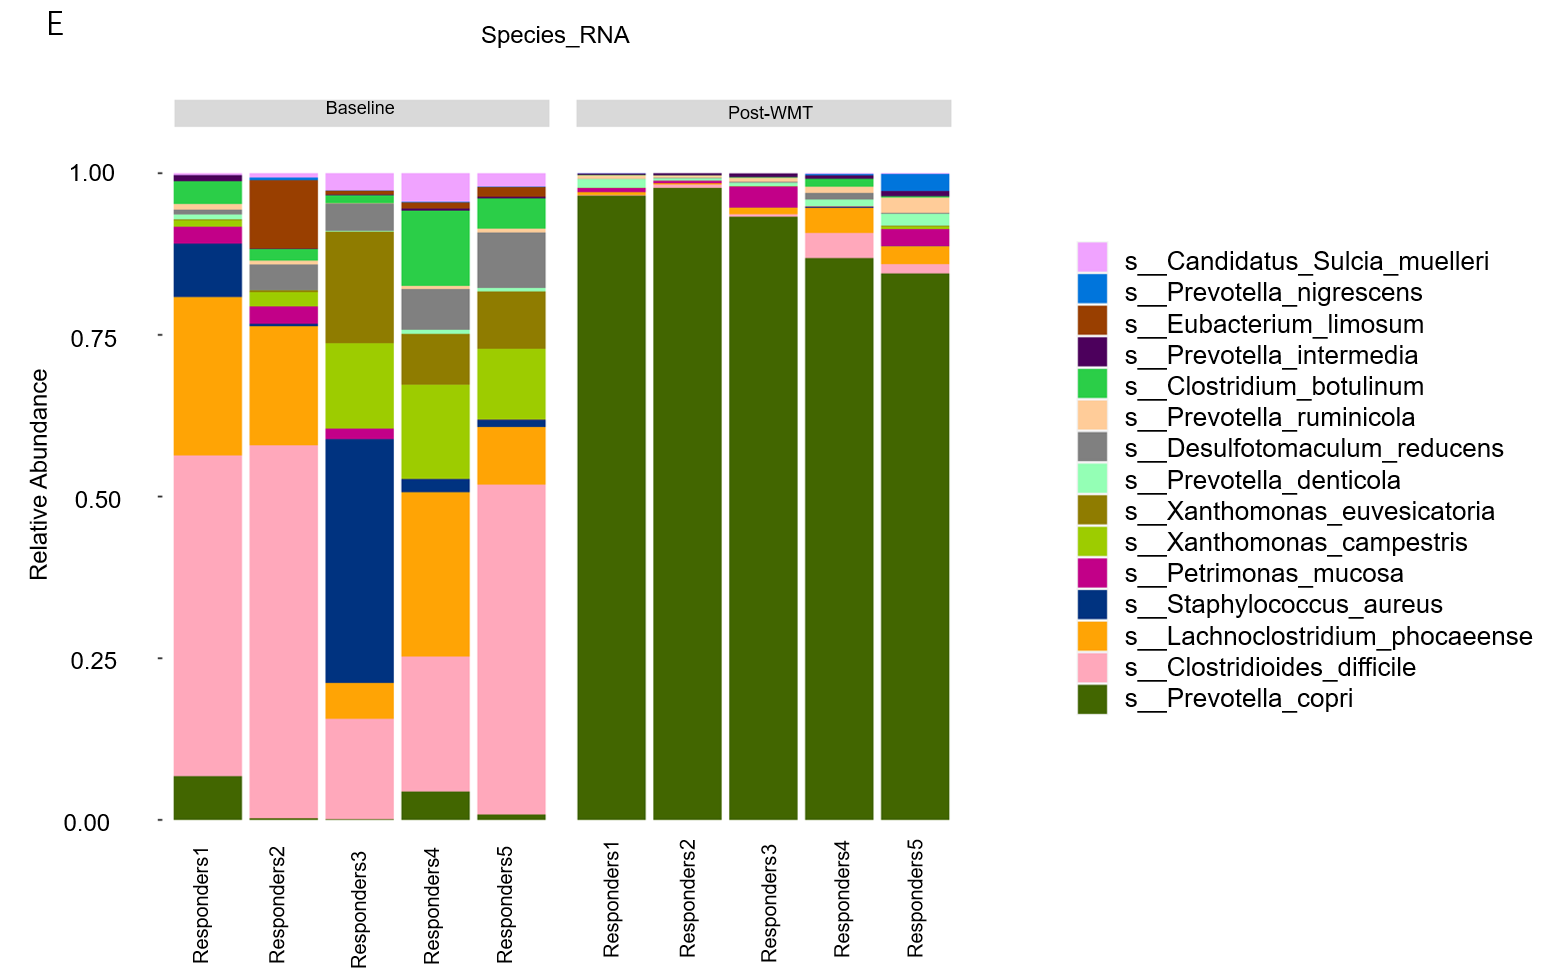 E
Species_RNA
Baseline
Post-WMT
1.00
0.75
0.50
0.25
0.00
Relative Abundance
Responders1
Responders2
Responders3
Responders4
Responders5
Responders1
Responders2
Responders3
Responders4
Responders5
s__Candidatus_Sulcia_muelleri
s__Prevotella_nigrescens
s__Eubacterium_limosum
s__Prevotella_intermedia
s__Clostridium_botulinum
s__Prevotella_ruminicola
s__Desulfotomaculum_reducens
s__Prevotella_denticola
s__Xanthomonas_euvesicatoria
s__Xanthomonas_campestris
s__Petrimonas_mucosa
s__Staphylococcus_aureus
s__Lachnoclostridium_phocaeense
s__Clostridioides_difficile
s__Prevotella_copri